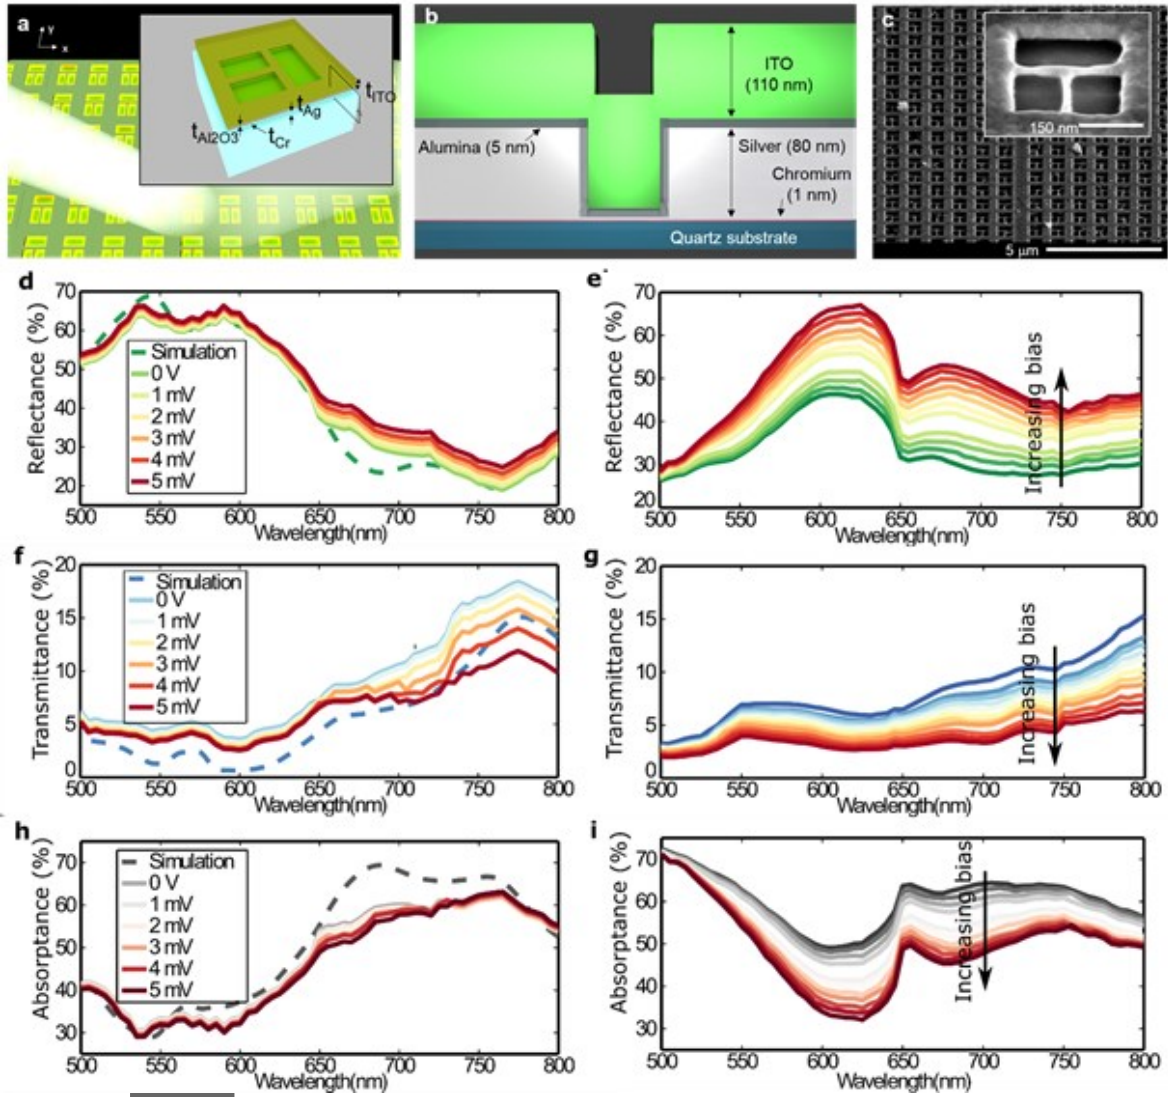 a
y
x
tITO
tAg
tAl2O3
tCr
b
ITO
(110 nm)
Alumina (5 nm)
Silver (80 nm)
Chromium
(1 nm)
Quartz substrate
c
150 nm
5 μm
d
Reflectance (%)
70
60
50
40
30
20
Simulation
0 V
1 mV
2 mV
3 mV
4 mV
5 mV
500 550 600 650 700 750 800
Wavelength(nm)
e
Reflectance (%)
70
60
50
40
30
20
Increasing bias
500 550 600 650 700 750 800
Wavelength(nm)
f
Transmittance (%)
20
15
10
5
0
Simulation
0 V
1 mV
2 mV
3 mV
4 mV
5 mV
500 550 600 650 700 750 800
Wavelength(nm)
g
Transmittance (%)
20
15
10
5
0
Increasing bias
500 550 600 650 700 750 800
Wavelength(nm)
h
Absorptance (%)
70
60
50
40
30
Simulation
0 V
1 mV
2 mV
3 mV
4 mV
5 mV
500 550 600 650 700 750 800
Wavelength(nm)
i
Absorptance (%)
70
60
50
40
30
Increasing bias
500 550 600 650 700 750 800
Wavelength(nm)